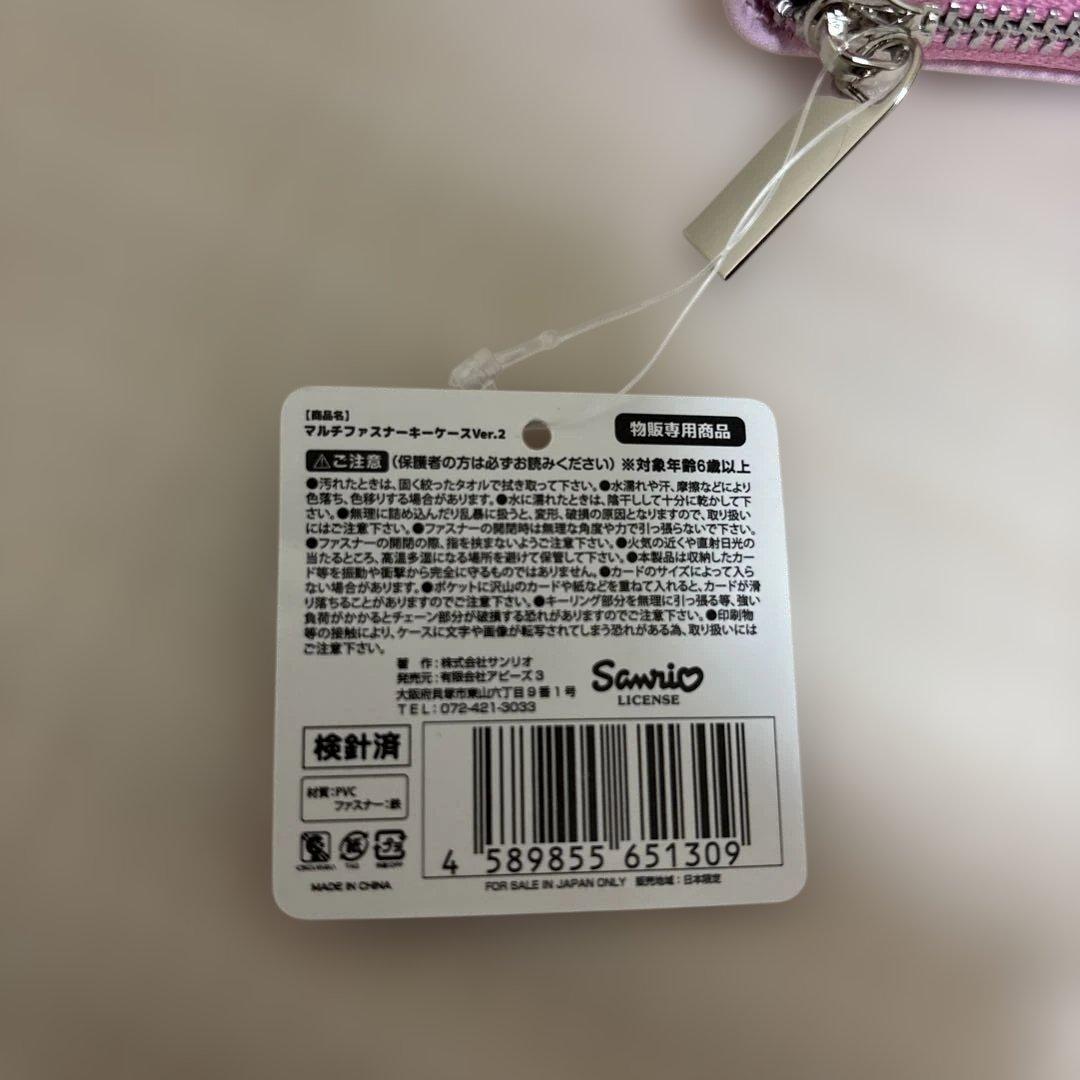 【商品名】
マルチファスナーキーケースVer.2
物販専用商品
⚠ご注意 (保護者の方は必ずお読みください) ※対象年齢6歳以上
●汚れたときは、固く絞ったタオルで拭き取って下さい。●水濡れや汗、摩擦などにより
色落ち、色移りする場合があります。●水に濡れたときは、陰干しして十分に乾かして下
さい。●無理に詰め込んだり乱暴に扱うと、変形、破損の原因となりますので、取り扱い
にはご注意下さい。●ファスナーの開閉時は無理な角度や力で引っ張らないで下さい。
●ファスナーの開閉の際、指を挟まないようご注意下さい。●火気の近くや直射日光の
当たるところ、高温多湿になる場所を避けて保管して下さい。●本製品は収納したカー
ド等を振動や衝撃から完全に守るものではありません。●カードのサイズによって入ら
ない場合があります。●ポケットに沢山のカードや紙などを重ねて入れると、カードが滑
り落ちることがありますのでご注意下さい。●キーリング部分を無理に引っ張る等、強い
負荷がかかるとチェーン部分が破損する恐れがありますのでご注意下さい。●印刷物
等の接触により、ケースに文字や画像が転写されてしまう恐れがある為、取り扱いには
ご注意下さい。
著 作:株式会社サンリオ
発売元:有限会社アピーズ3
大阪府貝塚市東山六丁目9番1号
TEL:072-421-3033
Sanrio
LICENSE
検針済
材質:PVC
ファスナー:鉄
MADE IN CHINA
4 589855 651309
FOR SALE IN JAPAN ONLY 販売地域:日本限定